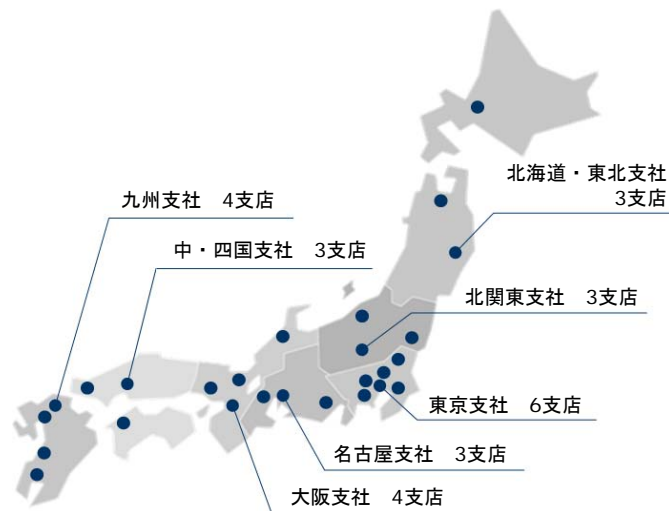 北海道・東北支社
3支店
九州支社　4支店
中・四国支社　3支店
北関東支社　3支店
東京支社　6支店
名古屋支社　3支店
大阪支社　4支店